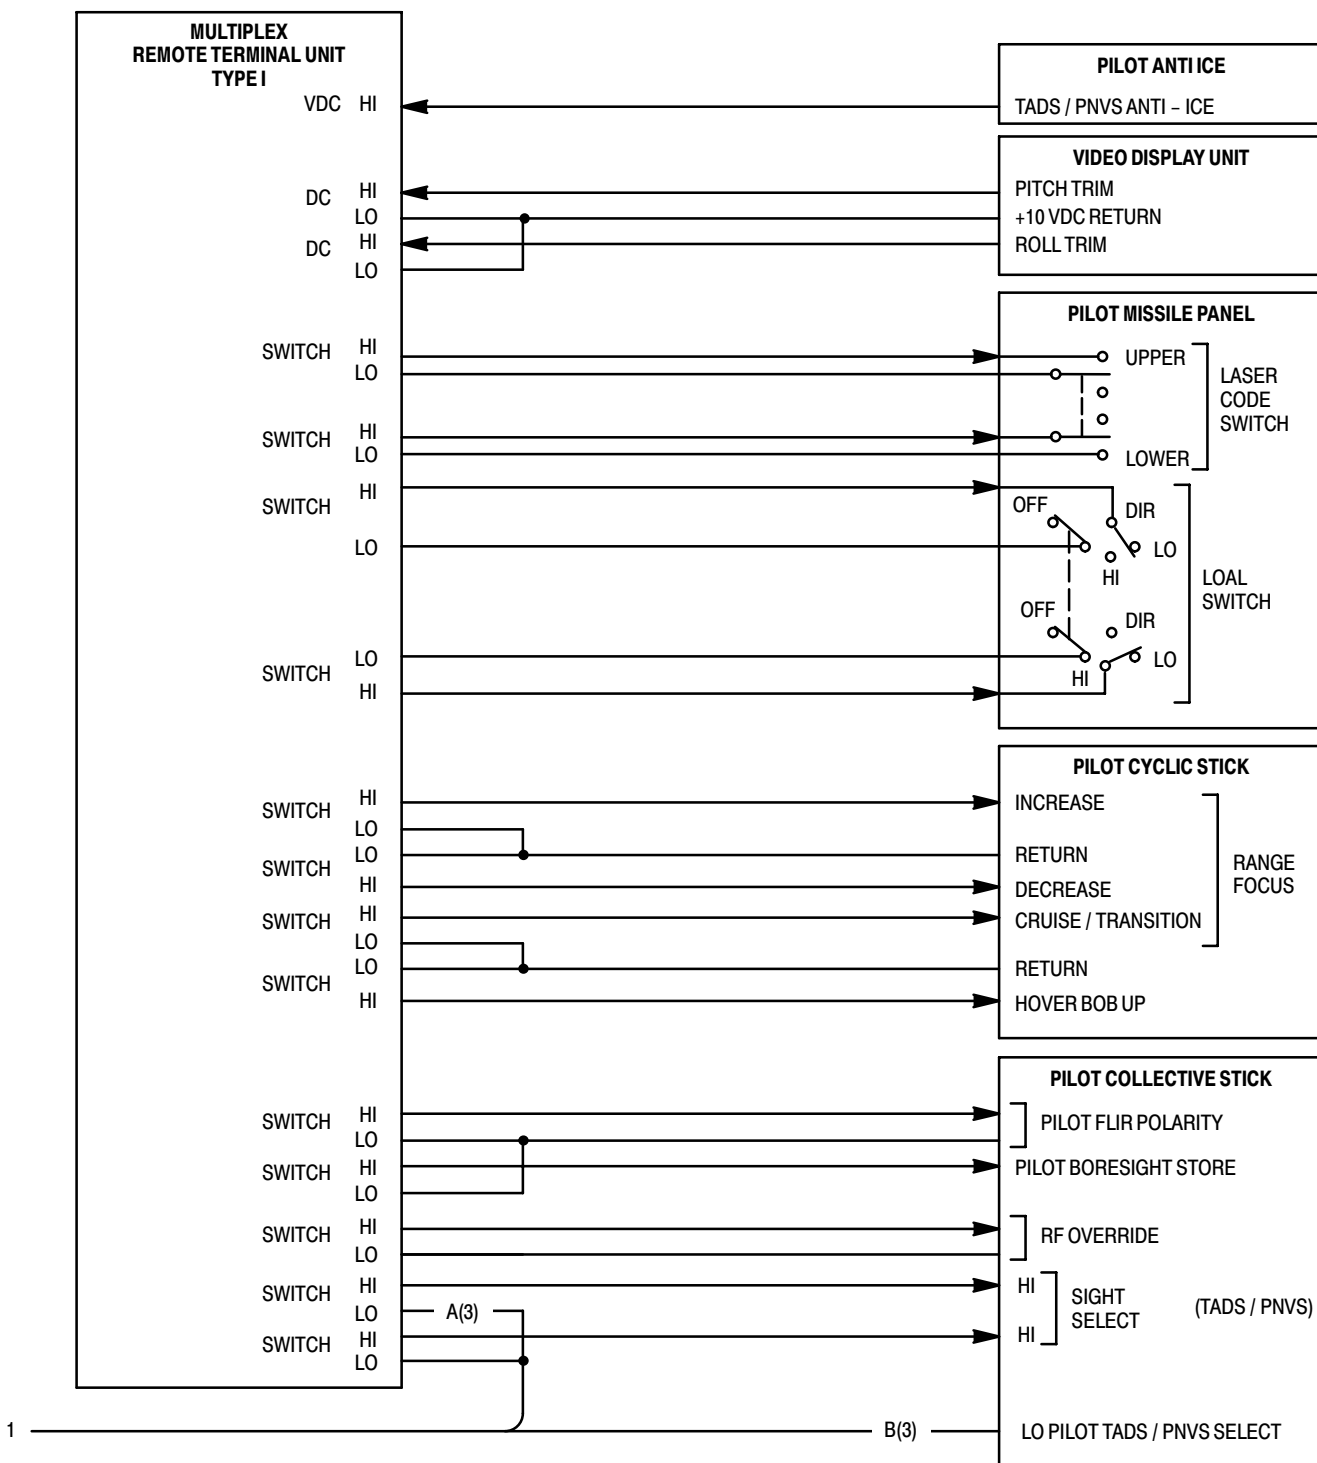 MULTIPLEX
REMOTE TERMINAL UNIT
TYPE I
VDC HI
DC HI
LO
DC HI
LO
SWITCH HI
LO
SWITCH HI
LO
SWITCH HI
LO
SWITCH LO
HI
SWITCH HI
LO
SWITCH LO
HI
SWITCH HI
LO
SWITCH LO
HI
SWITCH HI
LO
SWITCH HI
LO
SWITCH HI
LO
SWITCH HI
LO
SWITCH HI
LO
A(3)
1
B(3)
PILOT ANTI ICE
TADS / PNVS ANTI – ICE
VIDEO DISPLAY UNIT
PITCH TRIM
+10 VDC RETURN
ROLL TRIM
PILOT MISSILE PANEL
UPPER
LASER
CODE
SWITCH
LOWER
OFF
DIR
LO
HI
OFF
DIR
LO
HI
LOAL
SWITCH
PILOT CYCLIC STICK
INCREASE
RETURN
DECREASE
CRUISE / TRANSITION
RANGE
FOCUS
RETURN
HOVER BOB UP
PILOT COLLECTIVE STICK
PILOT FLIR POLARITY
PILOT BORESIGHT STORE
RF OVERRIDE
HI
SIGHT
SELECT
(TADS / PNVS)
HI
LO PILOT TADS / PNVS SELECT